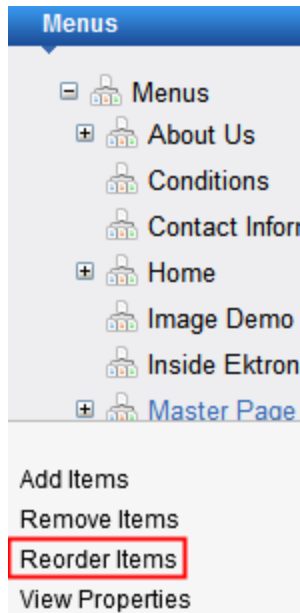 Menus
Menus
About Us
Conditions
Contact Inforr
Home
Image Demo
Inside Ektron
Master Page
Add Items
Remove Items
Reorder Items
View Properties